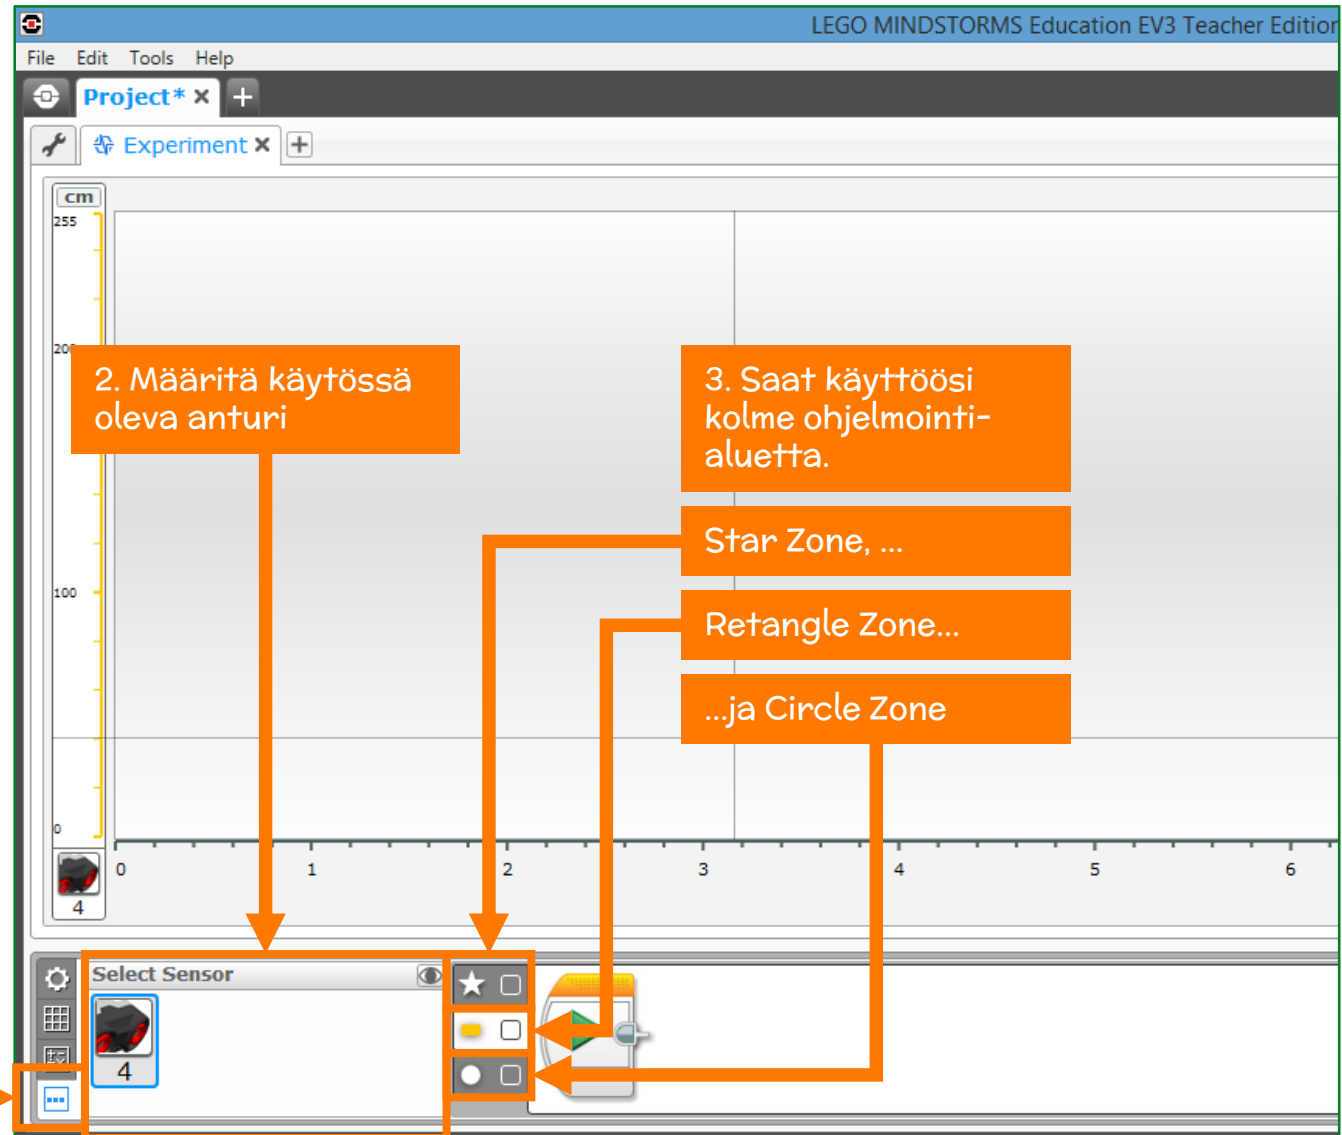 LEGO MINDSTORMS Education EV3 Teacher Edition
File Edit Tools Help
Project*
Experiment
cm
255
200
2. Määritä käytössä
oleva anturi
3. Saat käyttöösi
kolme ohjelmointi-
aluetta.
Star Zone, ...
100
Retangle Zone...
...ja Circle Zone
0
0 1 2 3 4 5 6
4
Select Sensor
4